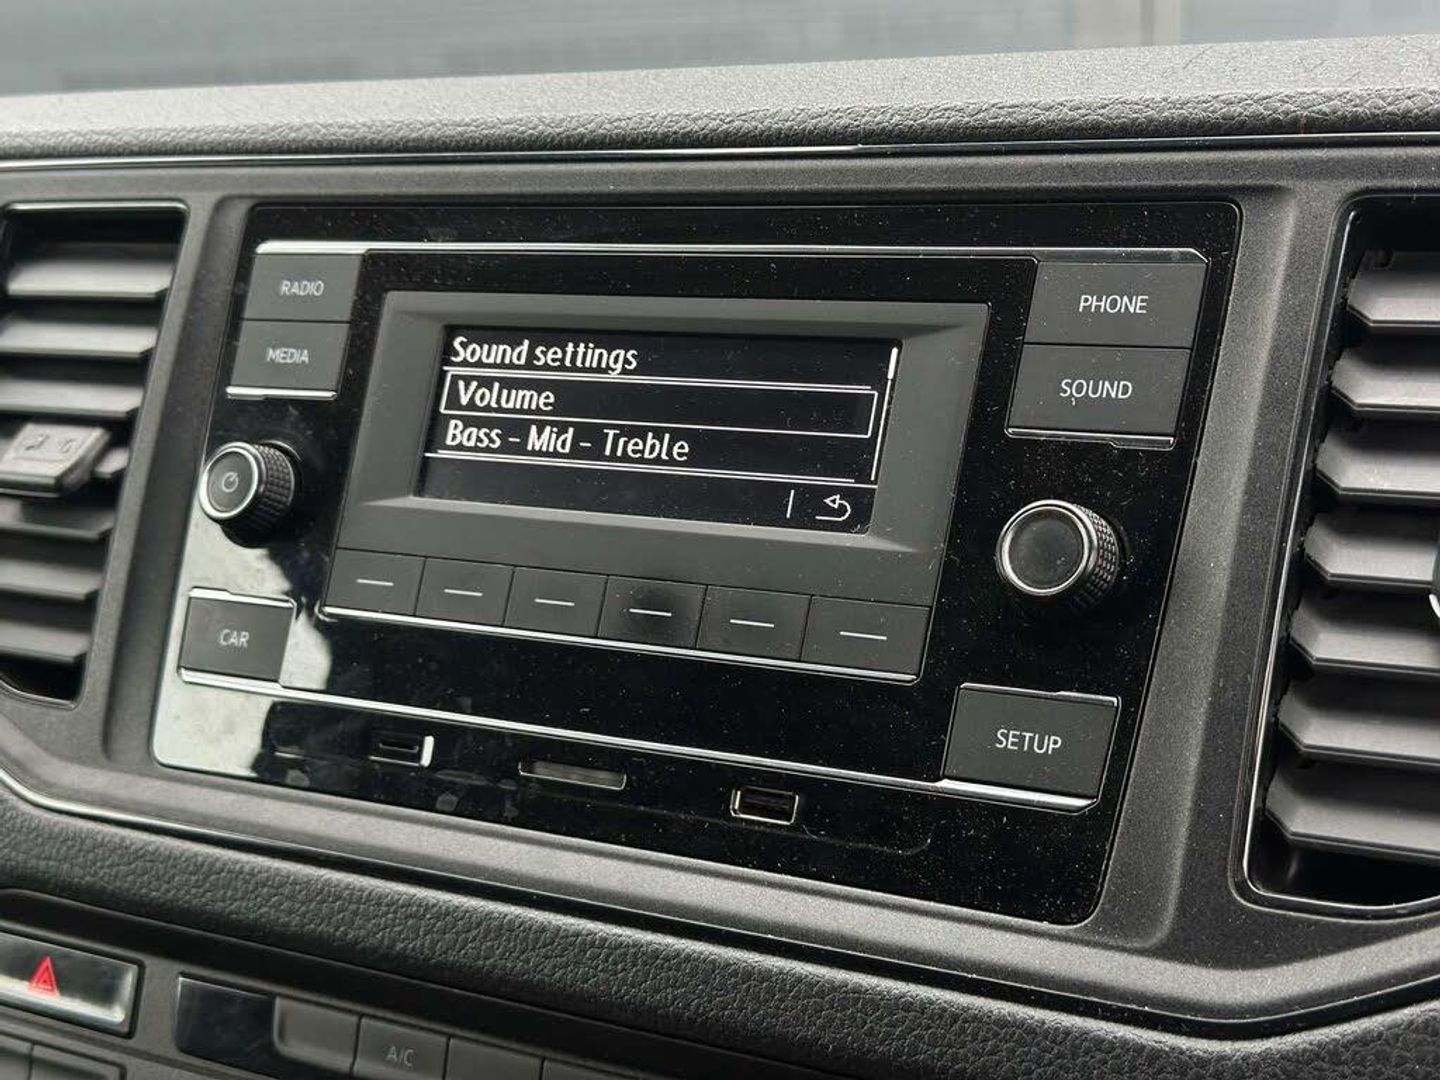 RADIO
MEDIA
Sound settings
Volume
Bass - Mid - Treble
PHONE
SOUND
CAR
SETUP
A/C